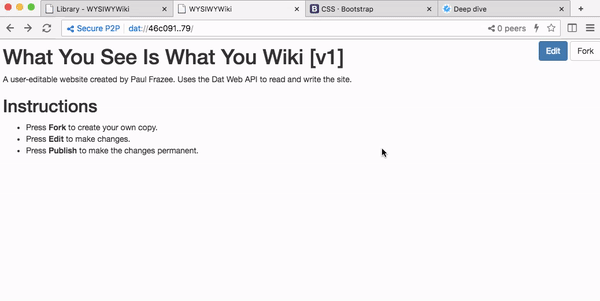 Library - WYSIWYWiki
WYSIWYWiki
CSS · Bootstrap
Deep dive
Secure P2P
dat://46c091..79/
0 peers
Edit
Fork
What You See Is What You Wiki [v1]
A user-editable website created by Paul Frazee. Uses the Dat Web API to read and write the site.
Instructions
• Press Fork to create your own copy.
• Press Edit to make changes.
• Press Publish to make the changes permanent.